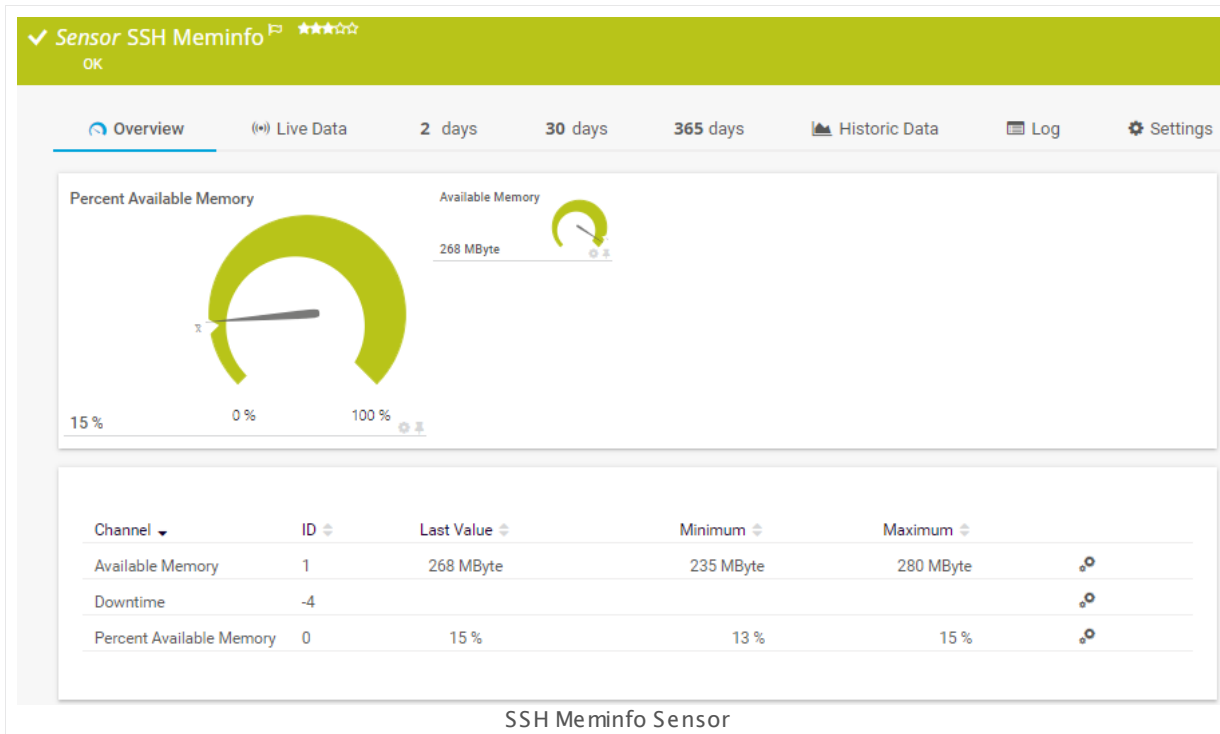 Sensor SSH Meminfo
OK
Overview Live Data 2 days 30 days 365 days Historic Data Log Settings
Percent Available Memory
Available Memory
268 MByte
0 % 100 %
15 %
Channel ID Last Value Minimum Maximum
Available Memory 1 268 MByte 235 MByte 280 MByte
Downtime -4
Percent Available Memory 0 15 % 13 % 15 %
SSH Meminfo Sensor